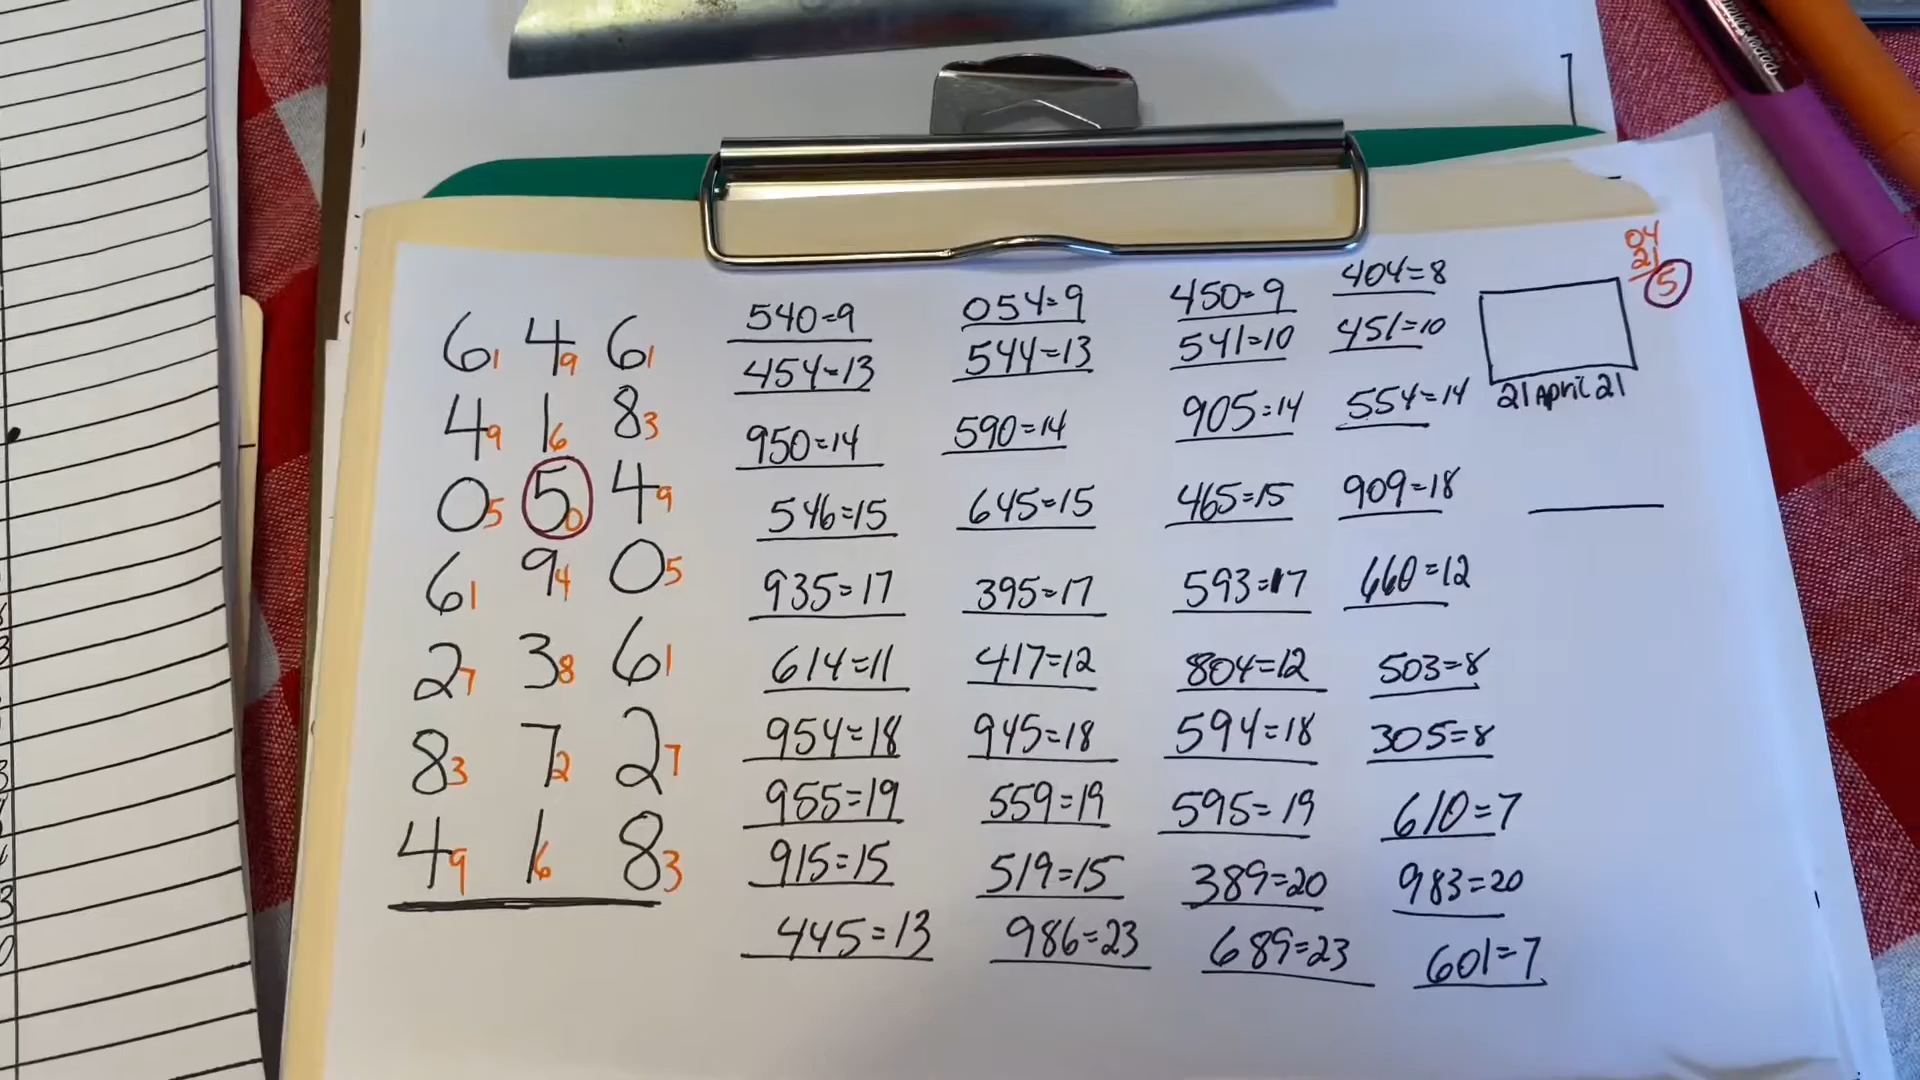 04
21
5
6 1 4 9 6 1
4 9 1 6 8 3
0 5 5 0 4 9
6 1 9 4 0 5
2 7 3 8 6 1
8 3 7 2 2 7
4 9 1 6 8 3
540=9 054=9 450=9 404=8
454=13 544=13 541=10 451=10
950=14 590=14 905=14 554=14
546=15 645=15 465=15 909=18
935=17 395=17 593=17 660=12
614=11 417=12 804=12 503=8
954=18 945=18 594=18 305=8
955=19 559=19 595=19 610=7
915=15 519=15 389=20 983=20
445=13 986=23 689=23 601=7
21 April 21